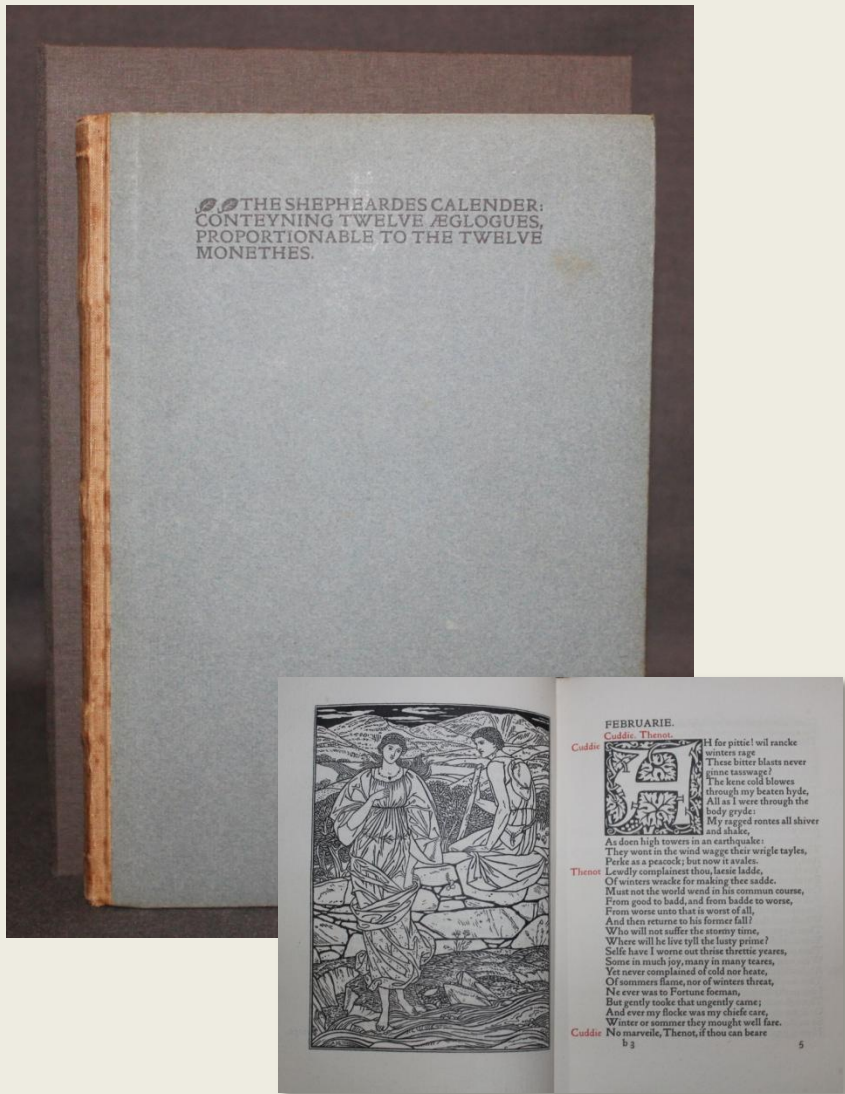 THE SHEPHEARDES CALENDER:
CONTEYNING TWELVE ÆGLOGUES,
PROPORTIONABLE TO THE TWELVE
MONETHES.
FEBRUARIE.
Cuddie. Thenot.
Cuddie AH for pittie! wil rancke
winters rage
These bitter blasts never
ginne tasswage?
The kene cold blowes
through my beaten hyde,
All as I were through the
body gryde:
My ragged rontes all shiver
and shake,
As doen high towers in an earthquake:
They wont in the wind wagge their wrigle tayles,
Perke as a peacock; but now it avales.
Thenot Lewdly complainest thou, laesie ladde,
Of winters wracke for making thee sadde.
Must not the world wend in his commun course,
From good to badd, and from badde to worse,
From worse unto that is worst of all,
And then returne to his former fall?
Who will not suffer the stormy time,
Where will he live tyll the lusty prime?
Selfe have I worne out thrise threttie yeares,
Some in much joy, many in many teares,
Yet never complained of cold nor heate,
Of sommers flame, nor of winters threat,
Ne ever was to Fortune foeman,
But gently tooke that ungently came;
And ever my flocke was my chiefe care,
Winter or sommer they mought well fare.
Cuddie No marveile, Thenot, if thou can beare
b 3 5